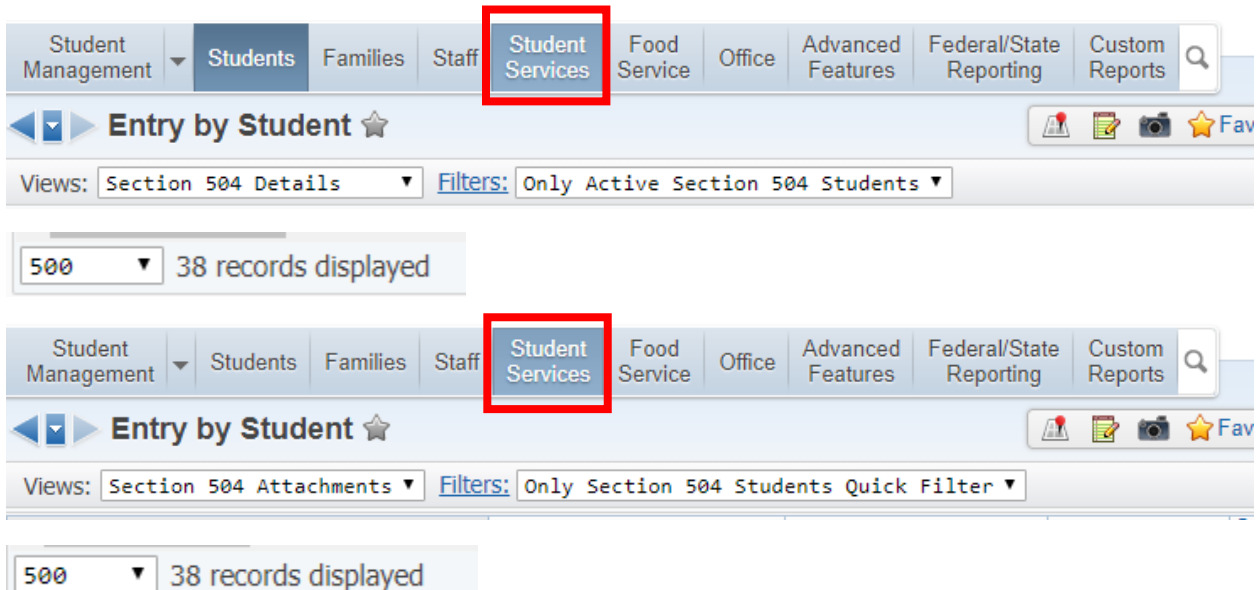 Student Management Students Families Staff Student Services Food Service Office Advanced Features Federal/State Reporting Custom Reports
Entry by Student Fav
Views: Section 504 Details Filters: Only Active Section 504 Students
500 38 records displayed
Student Management Students Families Staff Student Services Food Service Office Advanced Features Federal/State Reporting Custom Reports
Entry by Student Fav
Views: Section 504 Attachments Filters: Only Section 504 Students Quick Filter
500 38 records displayed